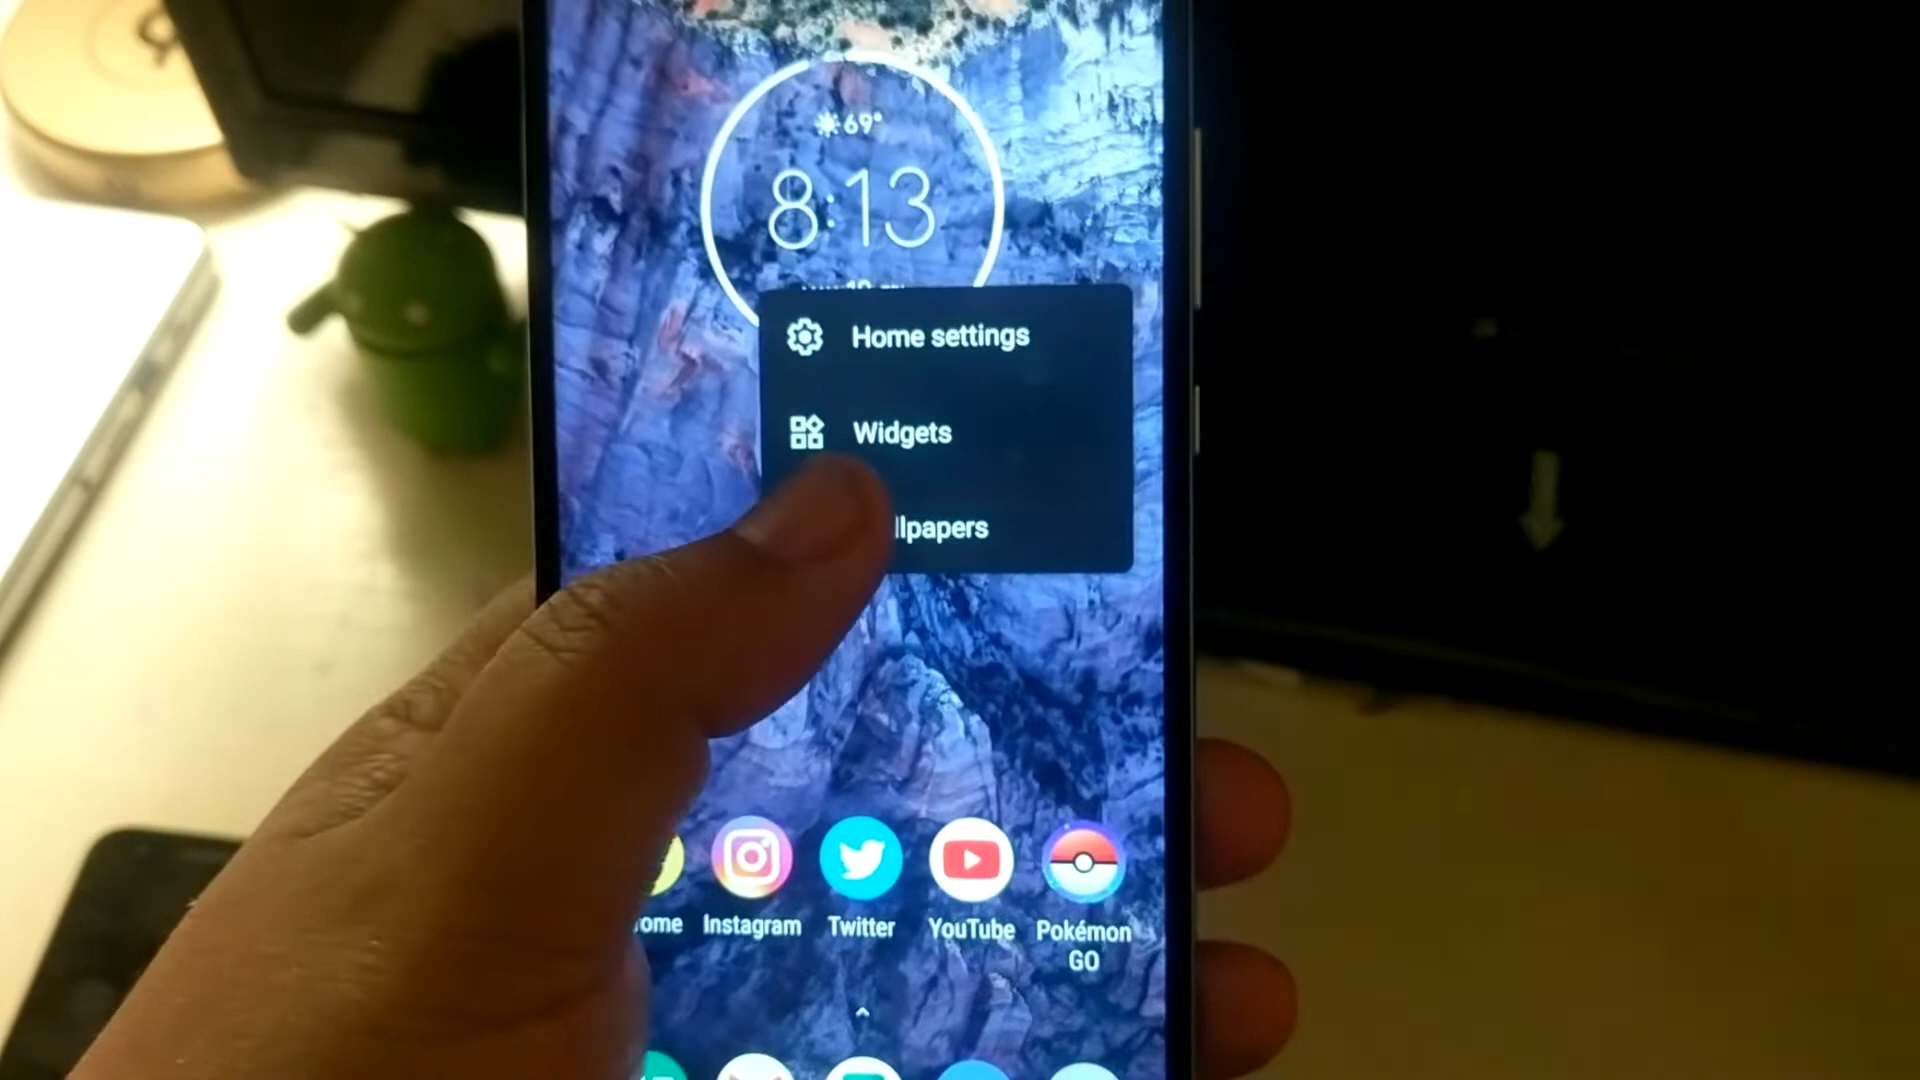 69°
8:13
Home settings
Widgets
llpapers
ome Instagram Twitter YouTube Pokémon
GO